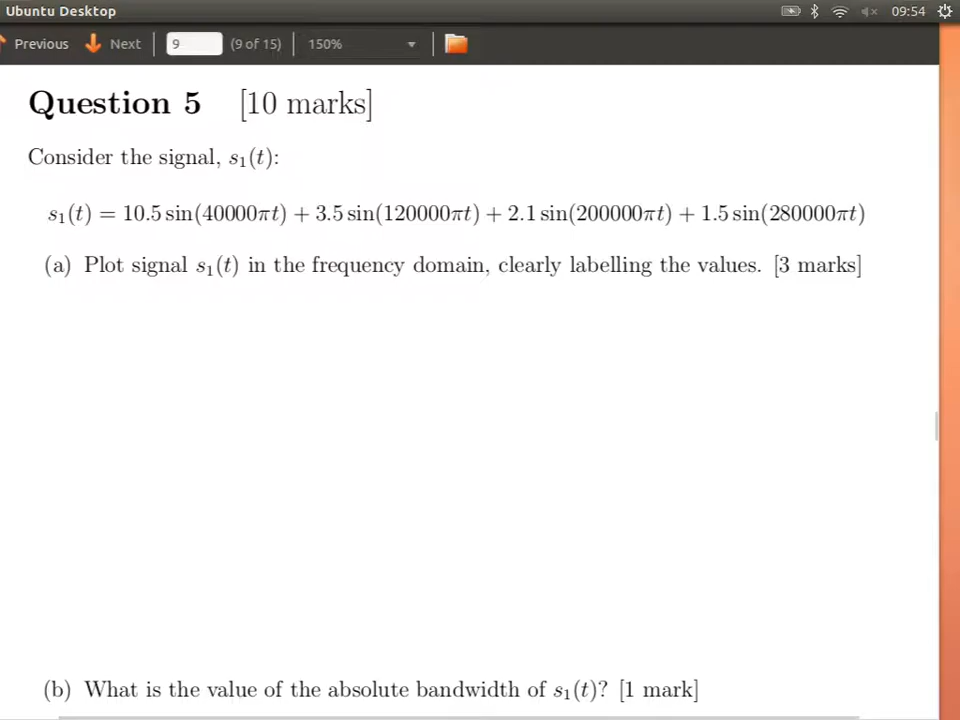 Ubuntu Desktop 09:54
Previous Next 9 (9 of 15) 150%
Question 5 [10 marks]
Consider the signal, s₁(t):
s₁(t) = 10.5 sin(40000πt) + 3.5 sin(120000πt) + 2.1 sin(200000πt) + 1.5 sin(280000πt)
(a) Plot signal s₁(t) in the frequency domain, clearly labelling the values. [3 marks]
(b) What is the value of the absolute bandwidth of s₁(t)? [1 mark]